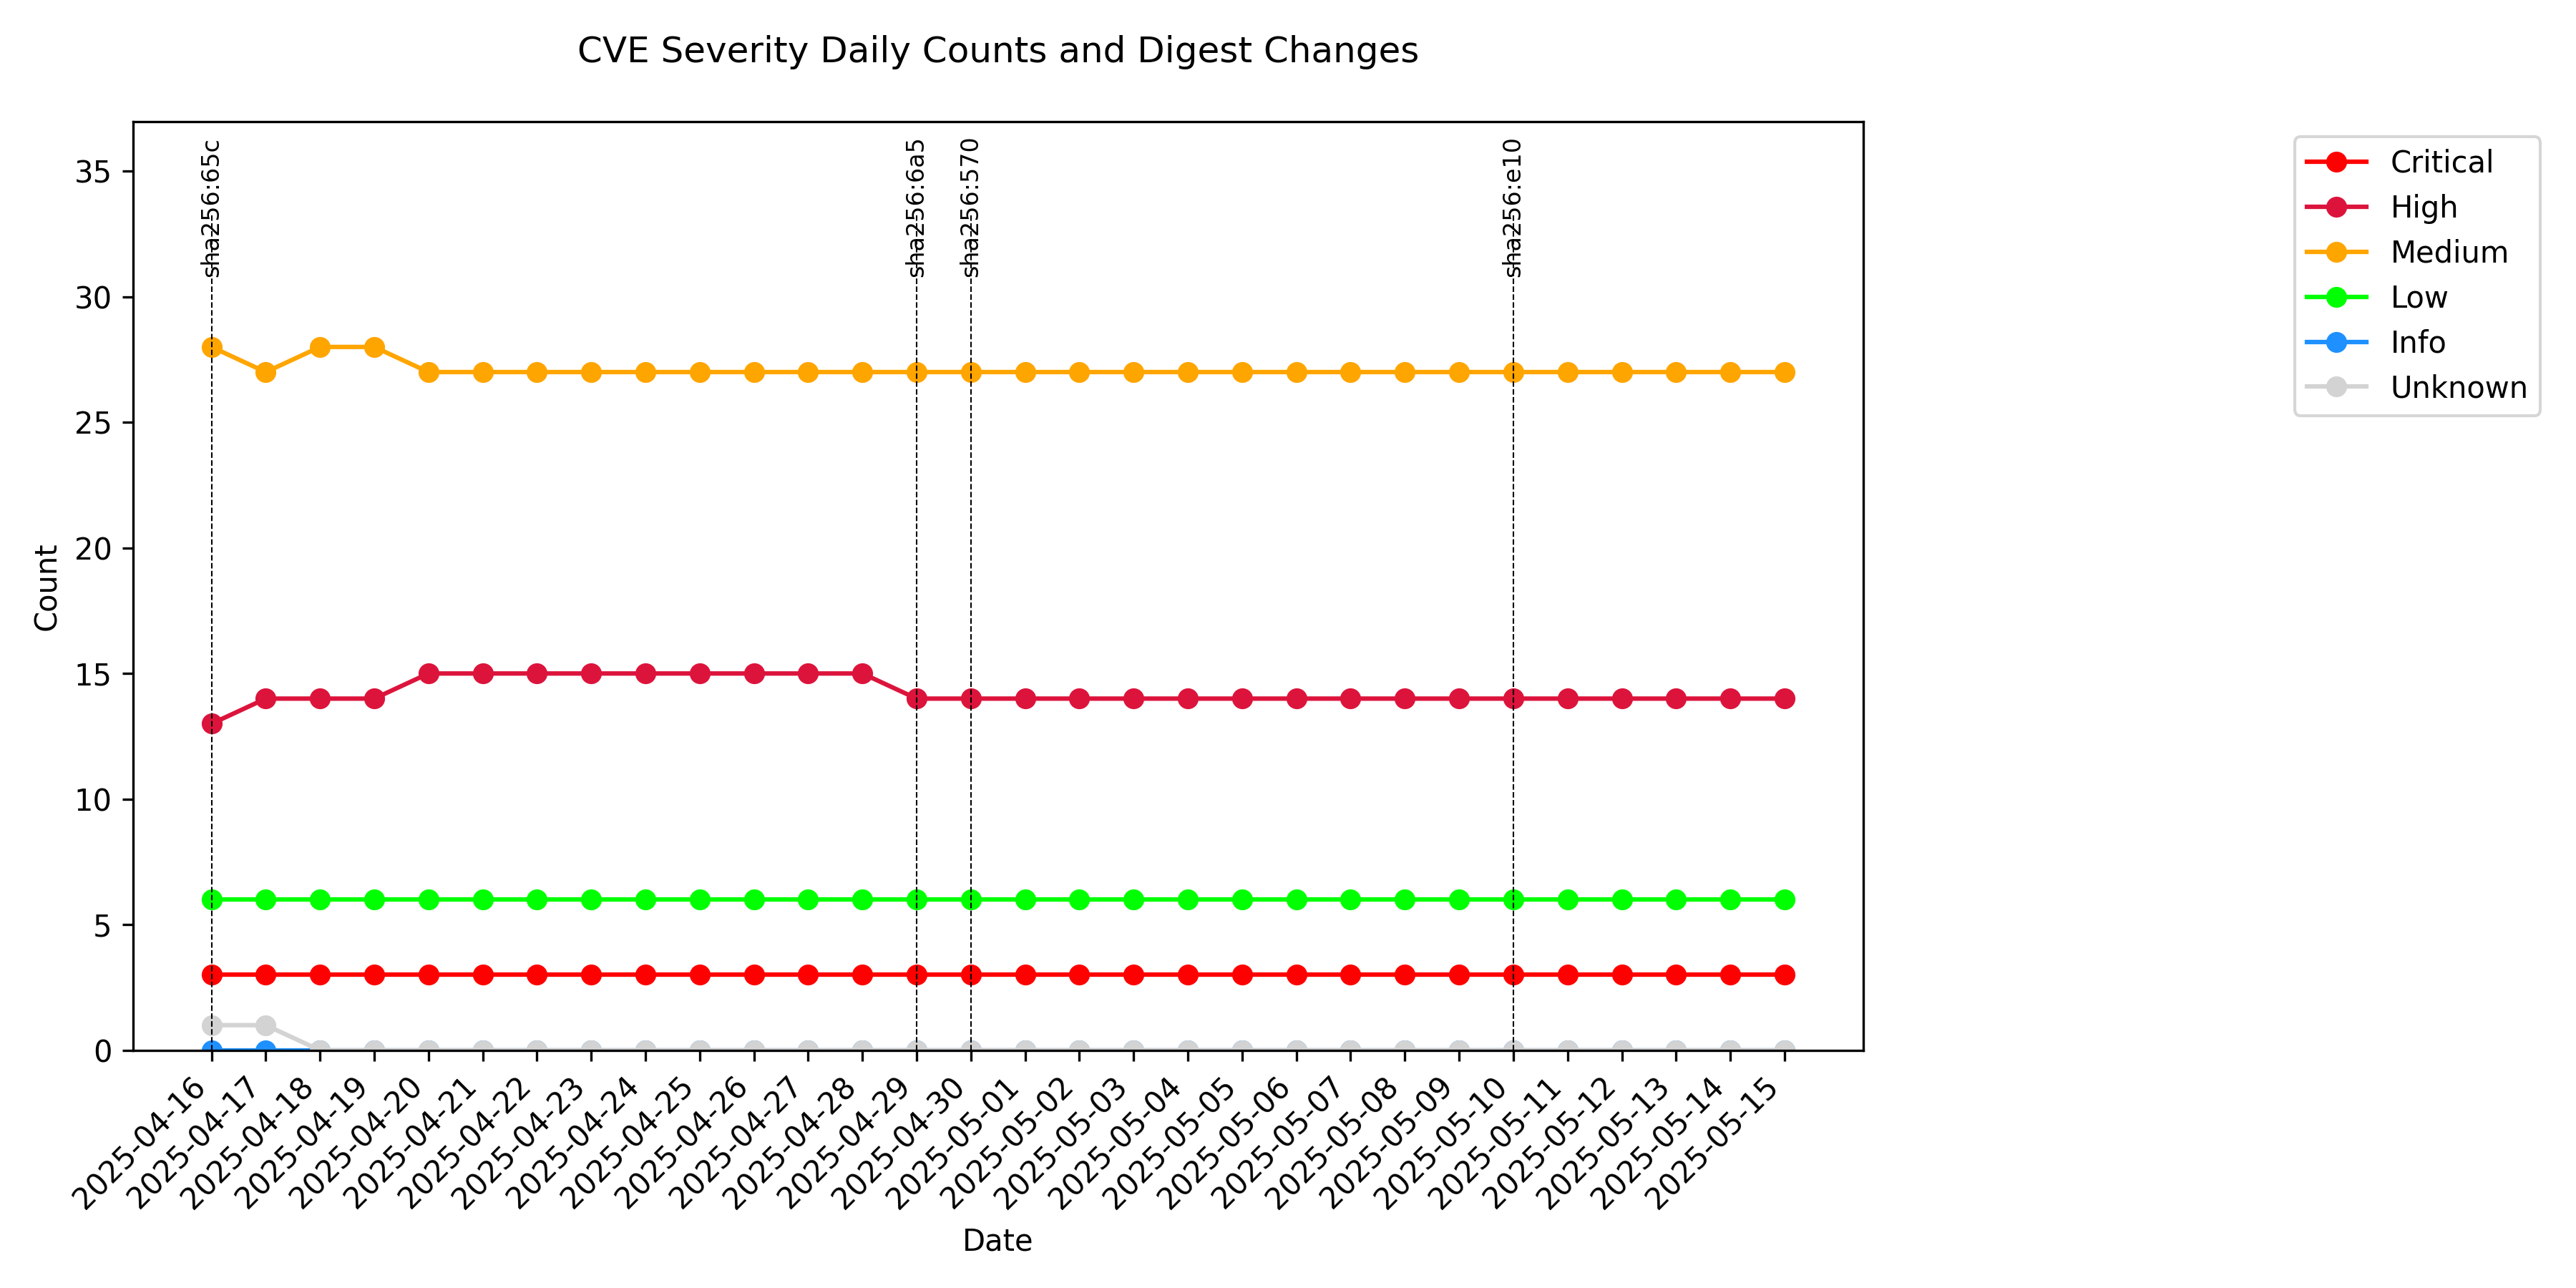 CVE Severity Daily Counts and Digest Changes
sha256:65c
sha256:6a5
sha256:570
sha256:e10
Critical
High
Medium
Low
Info
Unknown
Count
35
30
25
20
15
10
5
0
2025-04-16
2025-04-17
2025-04-18
2025-04-19
2025-04-20
2025-04-21
2025-04-22
2025-04-23
2025-04-24
2025-04-25
2025-04-26
2025-04-27
2025-04-28
2025-04-29
2025-04-30
2025-05-01
2025-05-02
2025-05-03
2025-05-04
2025-05-05
2025-05-06
2025-05-07
2025-05-08
2025-05-09
2025-05-10
2025-05-11
2025-05-12
2025-05-13
2025-05-14
2025-05-15
Date